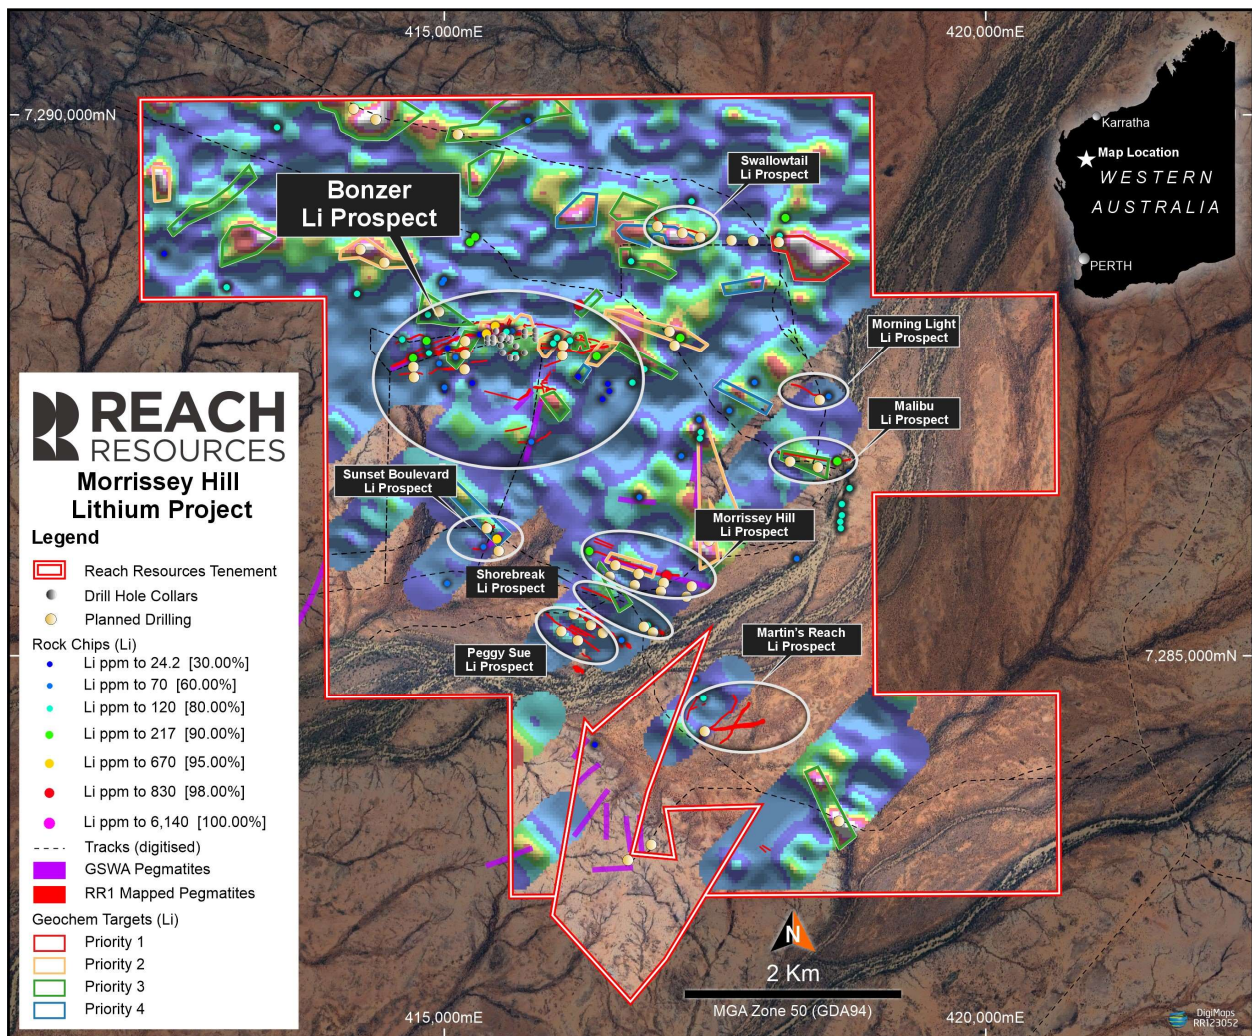 415,000mE
420,000mE
7,290,000mN
Karratha
Map Location
WESTERN
AUSTRALIA
PERTH
Swallowtail
Li Prospect
Bonzer
Li Prospect
Morning Light
Li Prospect
Malibu
Li Prospect
Sunset Boulevard
Li Prospect
Morrissey Hill
Li Prospect
Shorebreak
Li Prospect
Peggy Sue
Li Prospect
Martin's Reach
Li Prospect
7,285,000mN
REACH
RESOURCES
Morrissey Hill
Lithium Project
Legend
Reach Resources Tenement
Drill Hole Collars
Planned Drilling
Rock Chips (Li)
Li ppm to 24.2 [30.00%]
Li ppm to 70 [60.00%]
Li ppm to 120 [80.00%]
Li ppm to 217 [90.00%]
Li ppm to 670 [95.00%]
Li ppm to 830 [98.00%]
Li ppm to 6,140 [100.00%]
Tracks (digitised)
GSWA Pegmatites
RR1 Mapped Pegmatites
Geochem Targets (Li)
Priority 1
Priority 2
Priority 3
Priority 4
N
2 Km
MGA Zone 50 (GDA94)
415,000mE
420,000mE
DigiMaps
RR123052